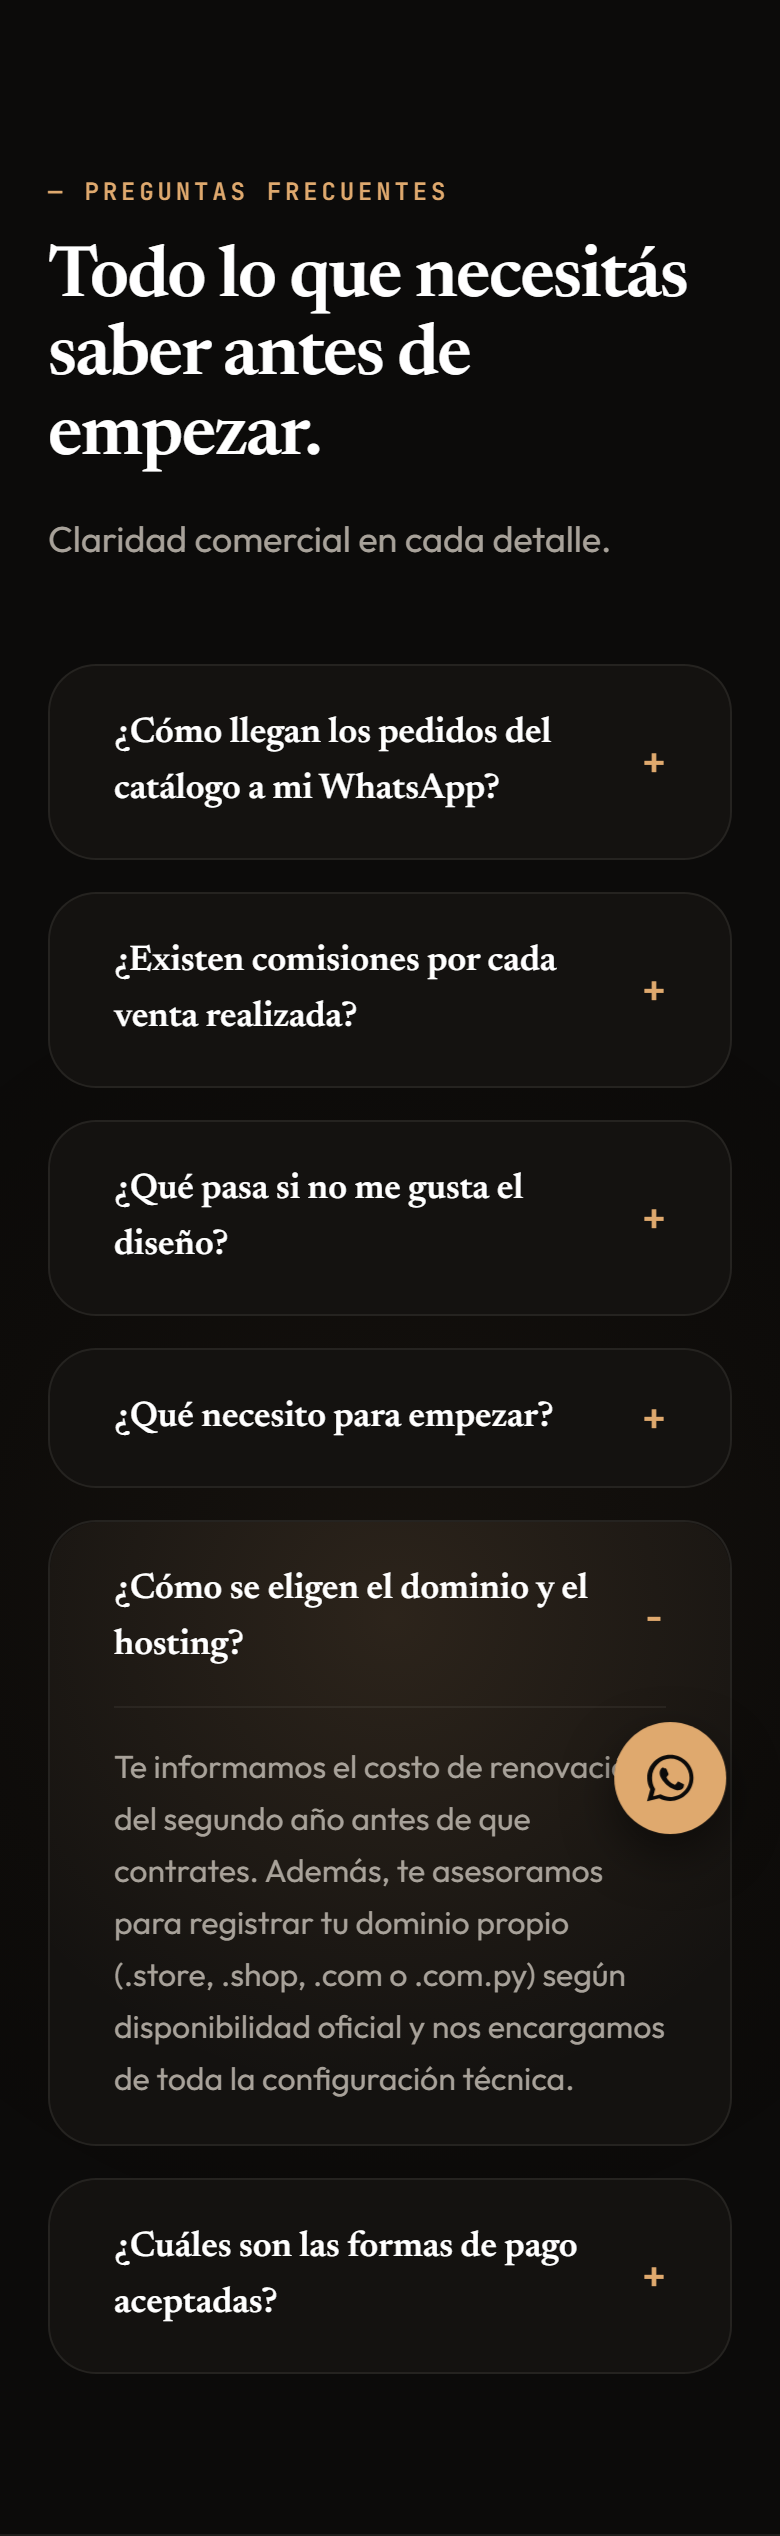 — PREGUNTAS FRECUENTES
Todo lo que necesitás
saber antes de
empezar.
Claridad comercial en cada detalle.
¿Cómo llegan los pedidos del
catálogo a mi WhatsApp?
+
¿Existen comisiones por cada
venta realizada?
+
¿Qué pasa si no me gusta el
diseño?
+
¿Qué necesito para empezar?
+
¿Cómo se eligen el dominio y el
hosting?
-
Te informamos el costo de
del segundo año antes de que
contrates. Además, te asesoramos
para registrar tu dominio propio
(.store, .shop, .com o .com.py) según
disponibilidad oficial y nos encargamos
de toda la configuración técnica.
¿Cuáles son las formas de pago
aceptadas?
+